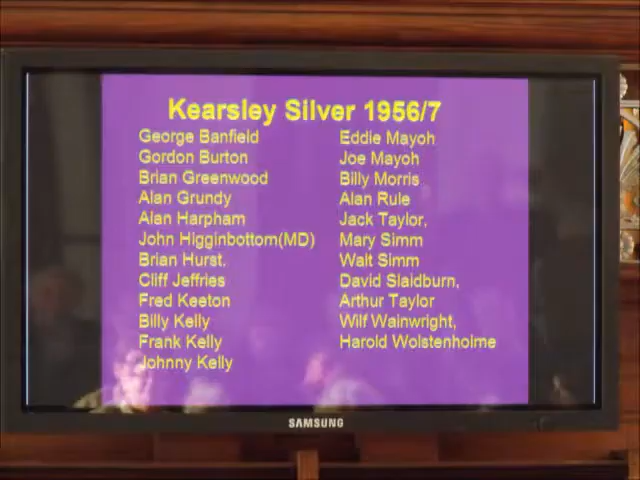 Kearsley Silver 1956/7
George Banfield
Gordon Burton
Brian Greenwood
Alan Grundy
Alan Harpham
John Higginbottom(MD)
Brian Hurst.
Cliff Jeffries
Fred Keeton
Billy Kelly
Frank Kelly
Johnny Kelly
Eddie Mayoh
Joe Mayoh
Billy Morris
Alan Rule
Jack Taylor,
Mary Simm
Walt Simm
David Slaidburn,
Arthur Taylor
Wilf Wainwright,
Harold Wolstenholme
SAMSUNG